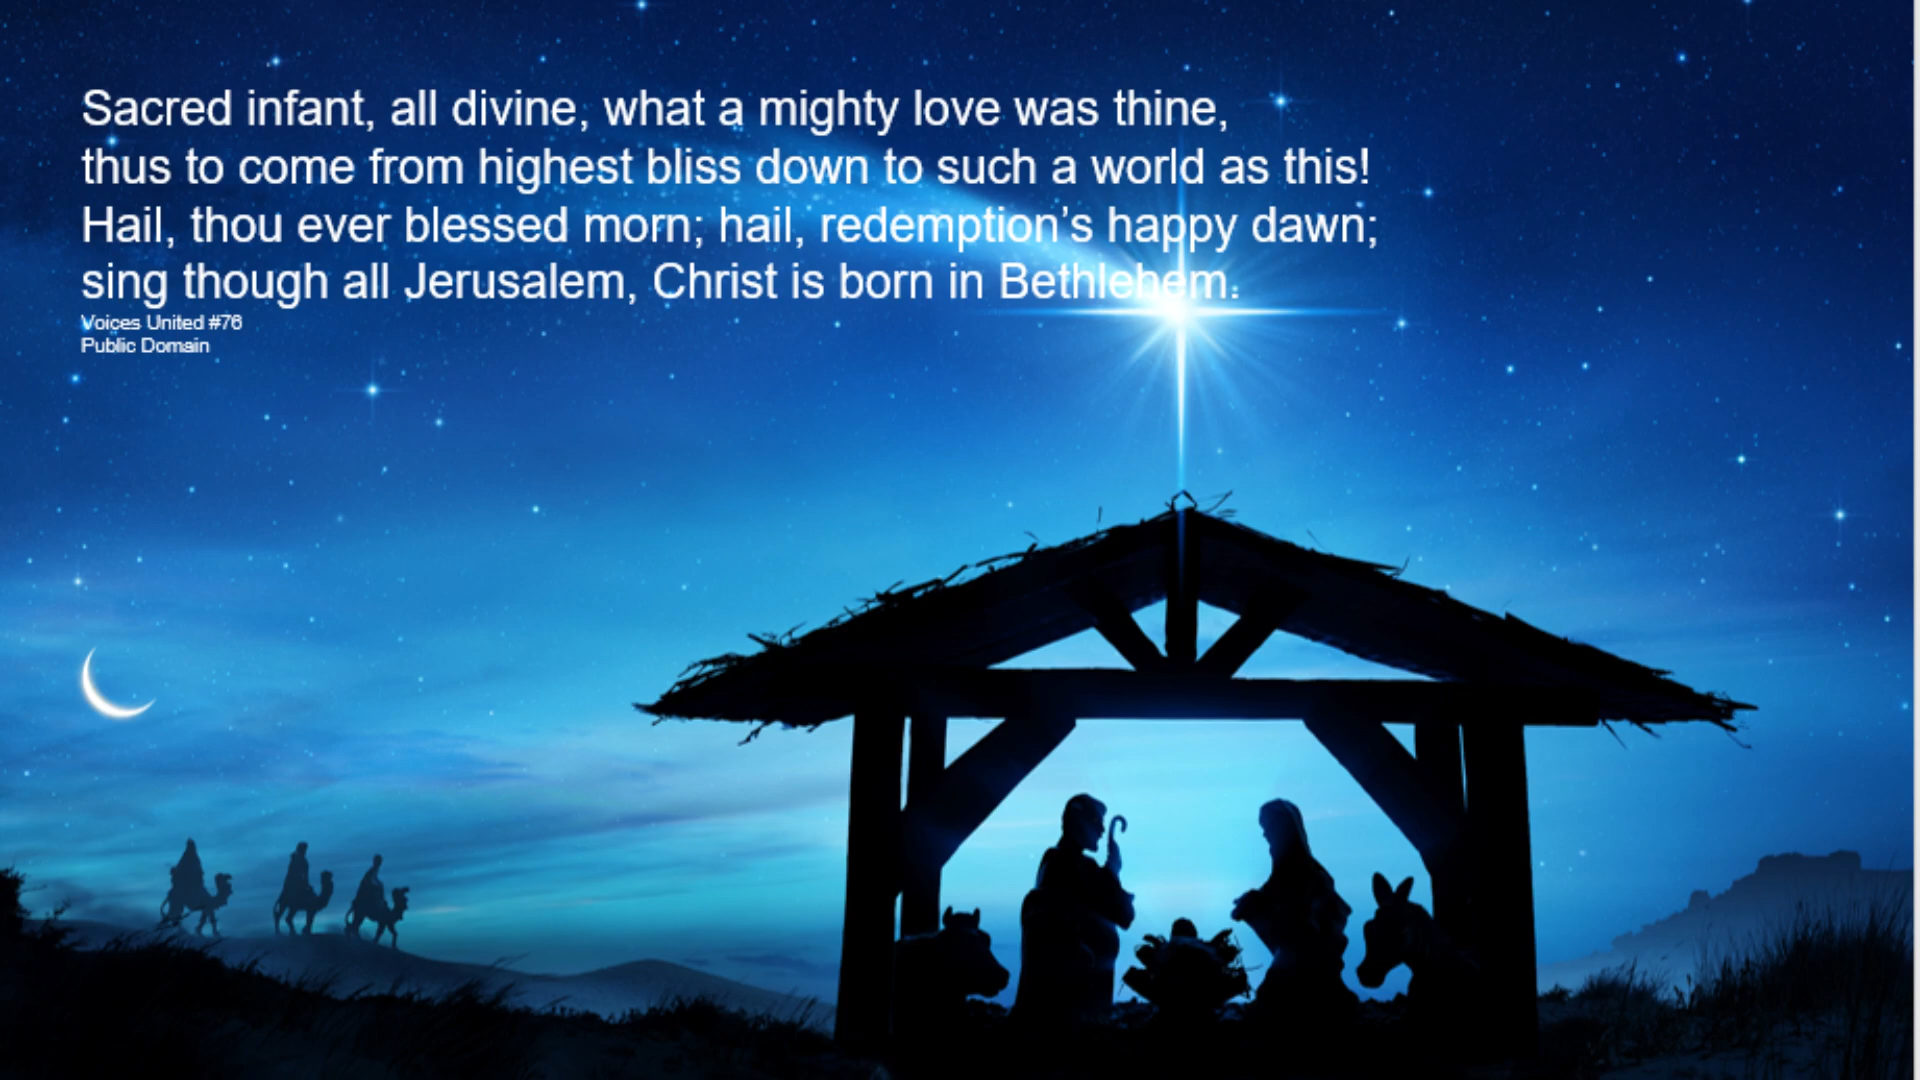 Sacred infant, all divine, what a mighty love was thine,
thus to come from highest bliss down to such a world as this!
Hail, thou ever blessed morn; hail, redemption’s happy dawn;
sing though all Jerusalem, Christ is born in Bethlehem.
Voices United #76
Public Domain